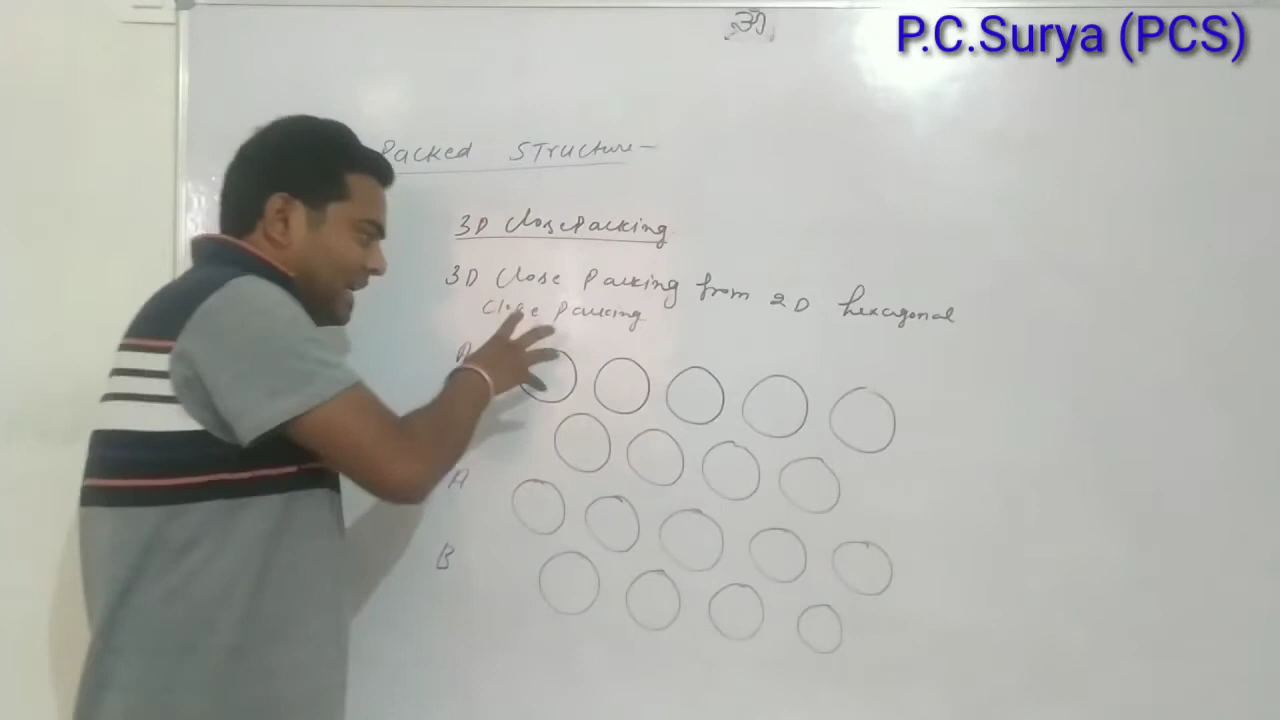 ॐ
P.C.Surya (PCS)
Packed Structure-
3D Close Packing
3D Close Packing from 2D hexagonal
Close Packing
A
B